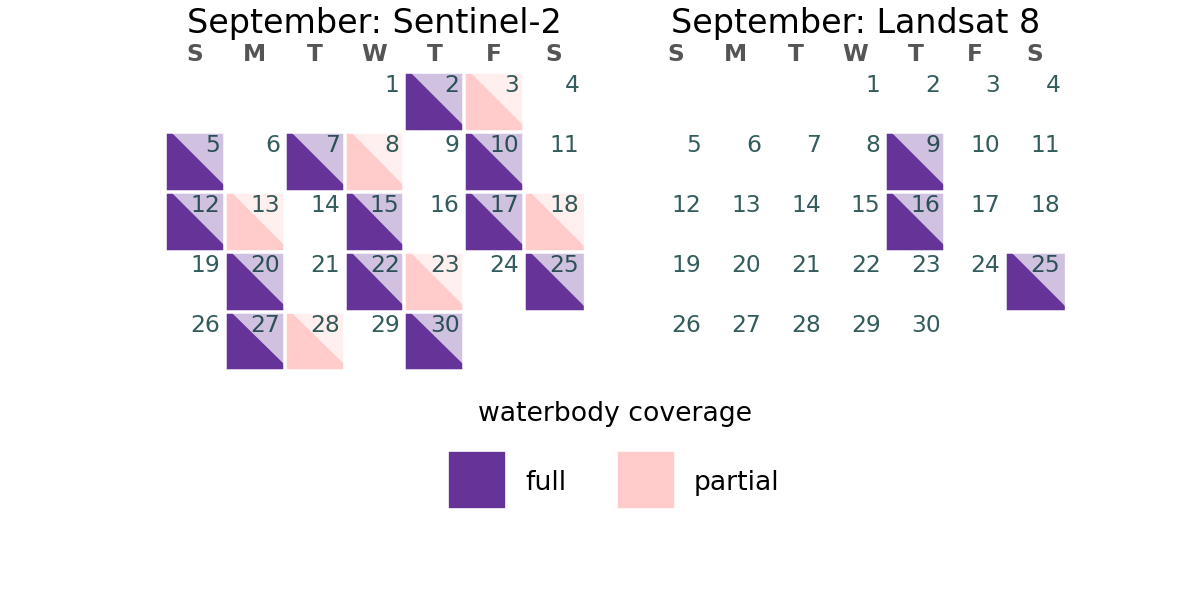 September: Sentinel-2
S M T W T F S
1 2 3 4
5 6 7 8 9 10 11
12 13 14 15 16 17 18
19 20 21 22 23 24 25
26 27 28 29 30
September: Landsat 8
S M T W T F S
1 2 3 4
5 6 7 8 9 10 11
12 13 14 15 16 17 18
19 20 21 22 23 24 25
26 27 28 29 30
waterbody coverage
full partial